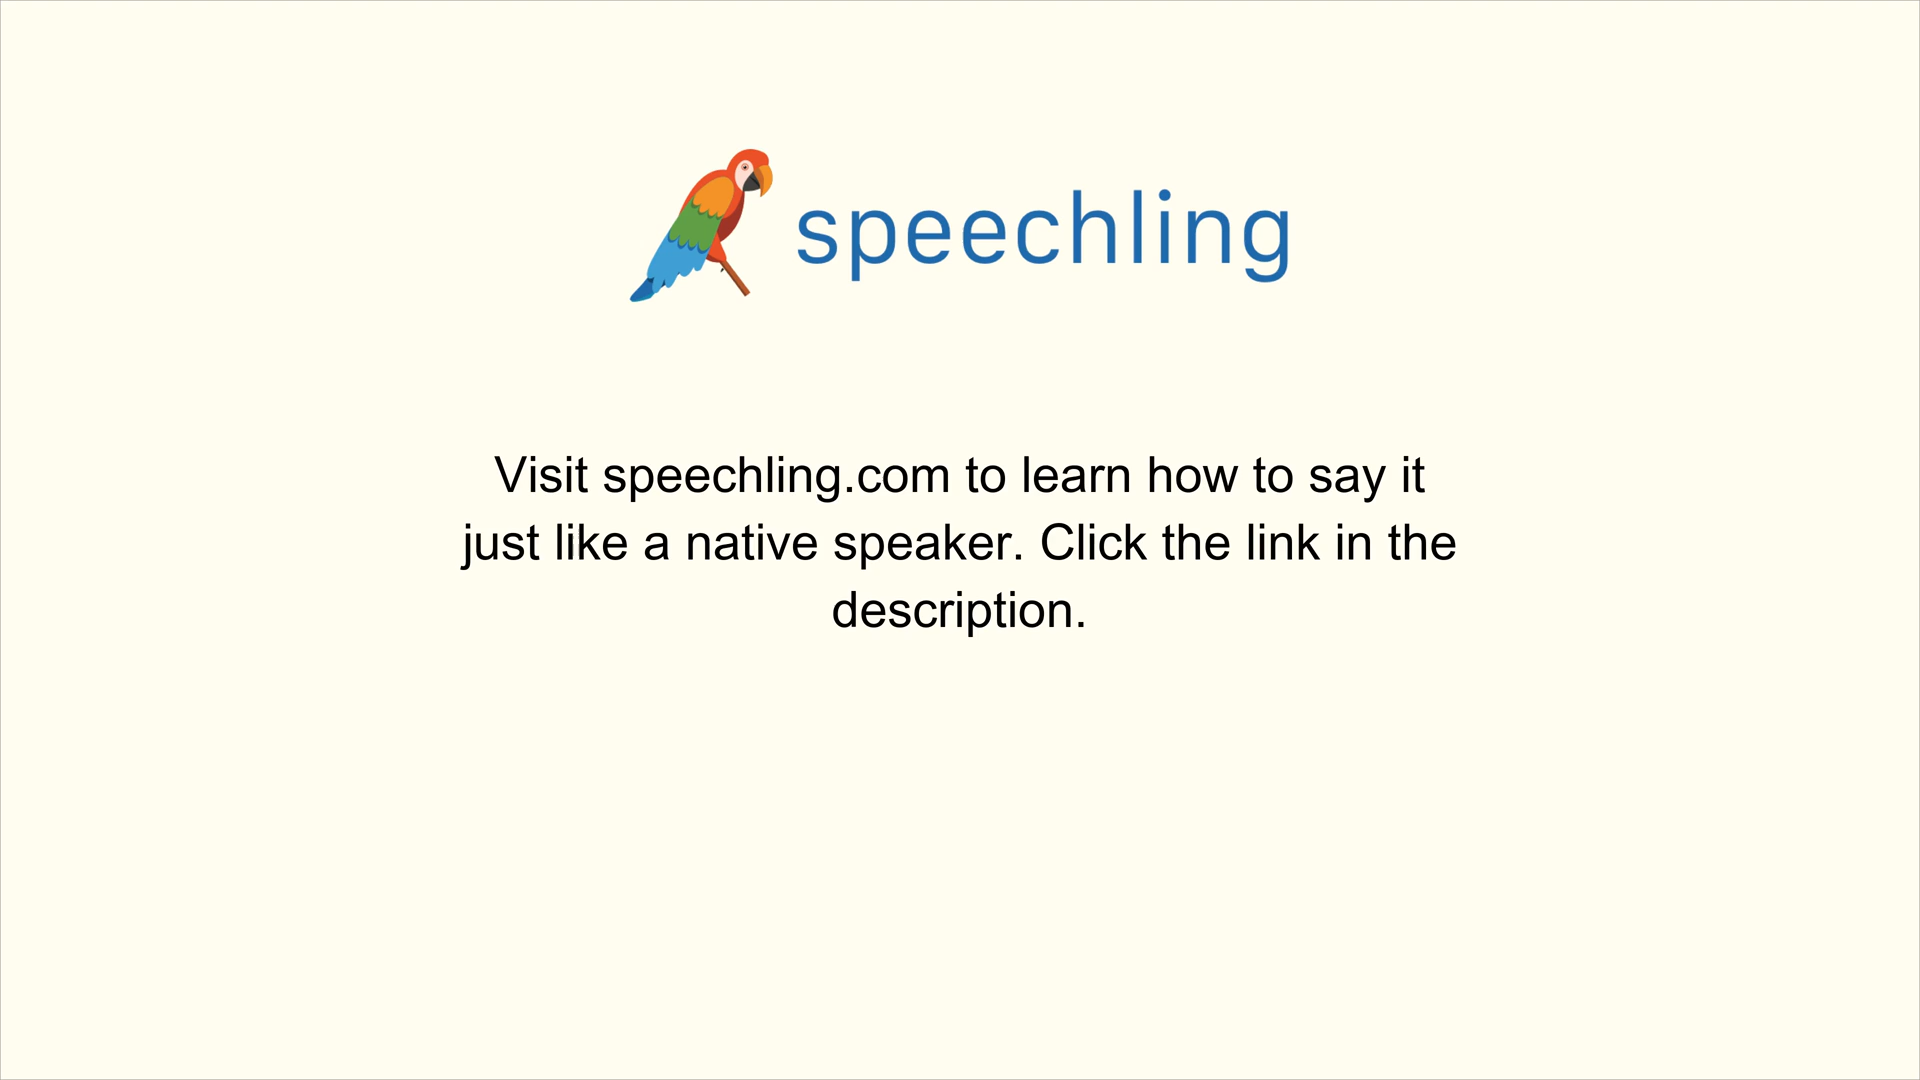 speechling
Visit speechling.com to learn how to say it
just like a native speaker. Click the link in the
description.